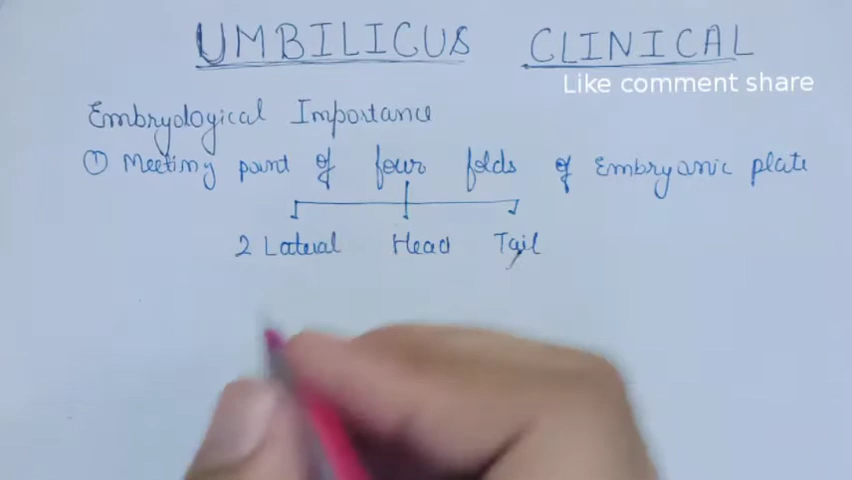 UMBILICUS CLINICAL
Like comment share
Embryological Importance
① Meeting point of four folds of Embryonic plate
2 Lateral Head Tail